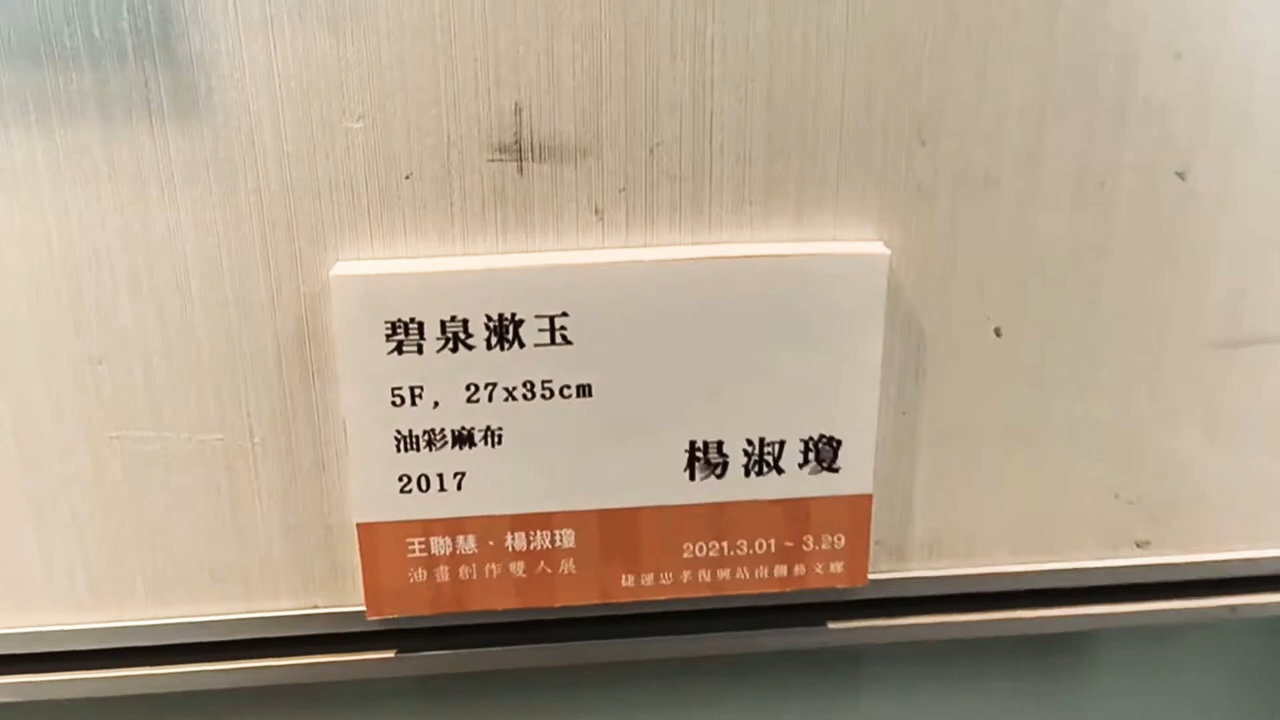 碧泉漱玉
5F, 27x35cm
油彩麻布
2017
楊淑瓊
王聯慧、楊淑瓊
油畫創作雙人展
2021.3.01 ~ 3.29
捷運忠孝復興站南側藝文廊